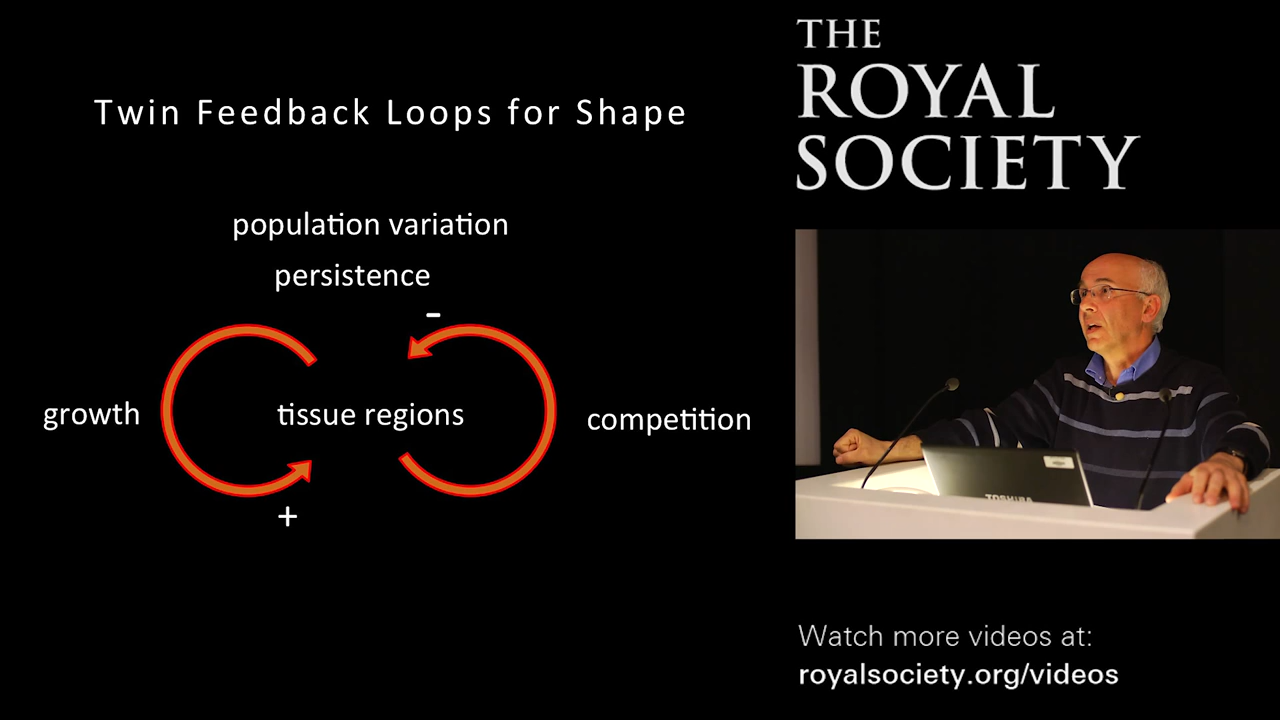 Twin Feedback Loops for Shape
population variation
persistence
-
growth
tissue regions
competition
+
THE
ROYAL
SOCIETY
TOSHIBA
Watch more videos at:
royalsociety.org/videos